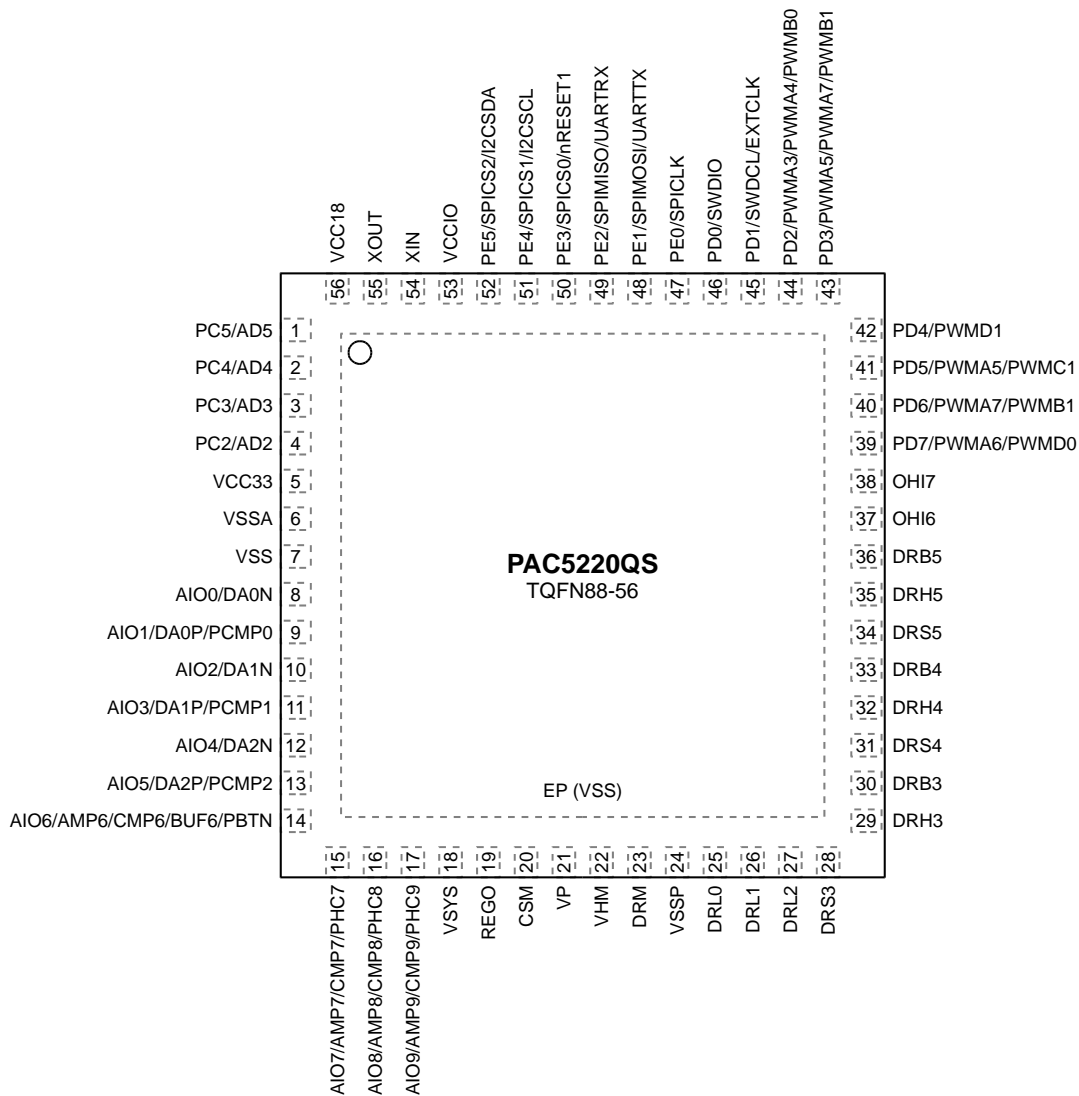 VCC18
XOUT
XIN
VCCIO
PE5/SPICS2/I2CSDA
PE4/SPICS1/I2CSCL
PE3/SPICS0/nRESET1
PE2/SPIMISO/UARTRX
PE1/SPIMOSI/UARTTX
PE0/SPICLK
PD0/SWDIO
PD1/SWDCL/EXTCLK
PD2/PWMA3/PWMA4/PWMB0
PD3/PWMA5/PWMA7/PWMB1
56
55
54
53
52
51
50
49
48
47
46
45
44
43
PC5/AD5 1
PC4/AD4 2
PC3/AD3 3
PC2/AD2 4
VCC33 5
VSSA 6
VSS 7
AIO0/DA0N 8
AIO1/DA0P/PCMP0 9
AIO2/DA1N 10
AIO3/DA1P/PCMP1 11
AIO4/DA2N 12
AIO5/DA2P/PCMP2 13
AIO6/AMP6/CMP6/BUF6/PBTN 14
PAC5220QS
TQFN88-56
EP (VSS)
42 PD4/PWMD1
41 PD5/PWMA5/PWMC1
40 PD6/PWMA7/PWMB1
39 PD7/PWMA6/PWMD0
38 OHI7
37 OHI6
36 DRB5
35 DRH5
34 DRS5
33 DRB4
32 DRH4
31 DRS4
30 DRB3
29 DRH3
15
16
17
18
19
20
21
22
23
24
25
26
27
28
AIO7/AMP7/CMP7/PHC7
AIO8/AMP8/CMP8/PHC8
AIO9/AMP9/CMP9/PHC9
VSYS
REGO
CSM
VP
VHM
DRM
VSSP
DRL0
DRL1
DRL2
DRS3